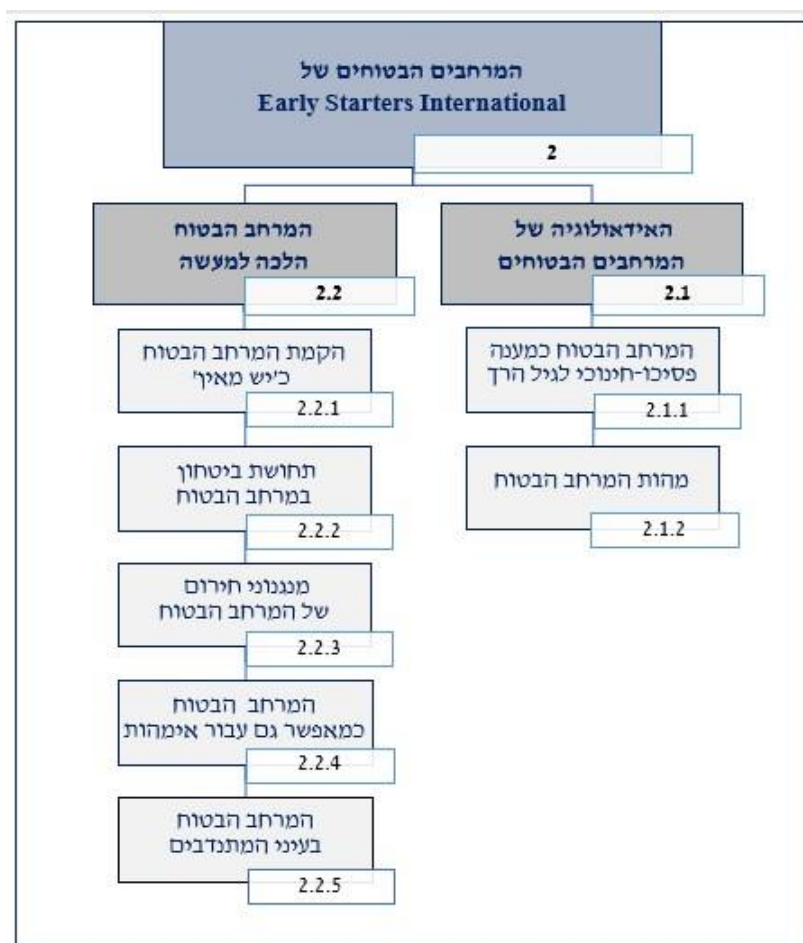 המרחבים הבטוחים של
Early Starters International
2
האידאולוגיה של
המרחבים הבטוחים
2.1
המרחב הבטוח כמענה
פסיכו-חינוכי לגיל הרך
2.1.1
מהות המרחב הבטוח
2.1.2
המרחב הבטוח
הלכה למעשה
2.2
הקמת המרחב הבטוח
כ'יש מאין'
2.2.1
תחושת ביטחון
במרחב הבטוח
2.2.2
מנגנוני חירום
של המרחב הבטוח
2.2.3
המרחב הבטוח
כמאפשר גם עבור אימהות
2.2.4
המרחב הבטוח
בעיני המתנדבים
2.2.5